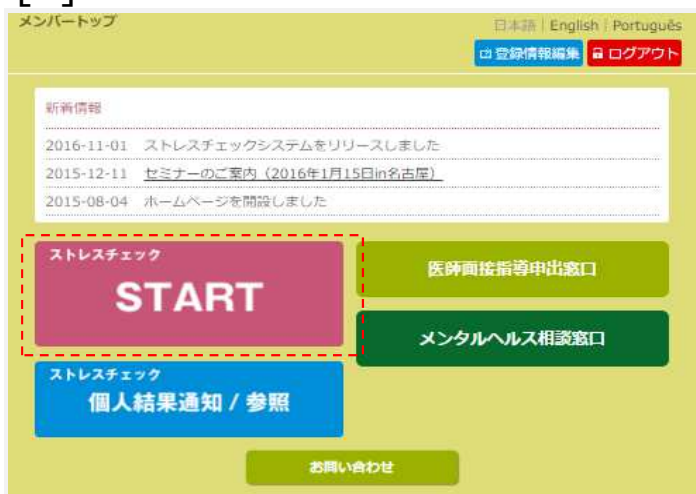 メンバートップ
日本語 | English | Português
登録情報編集 ログアウト
新着情報
2016-11-01 ストレスチェックシステムをリリースしました
2015-12-11 セミナーのご案内（2016年1月15日in名古屋）
2015-08-04 ホームページを開設しました
ストレスチェック
START
医師面接指導申出窓口
メンタルヘルス相談窓口
ストレスチェック
個人結果通知 / 参照
お問い合わせ